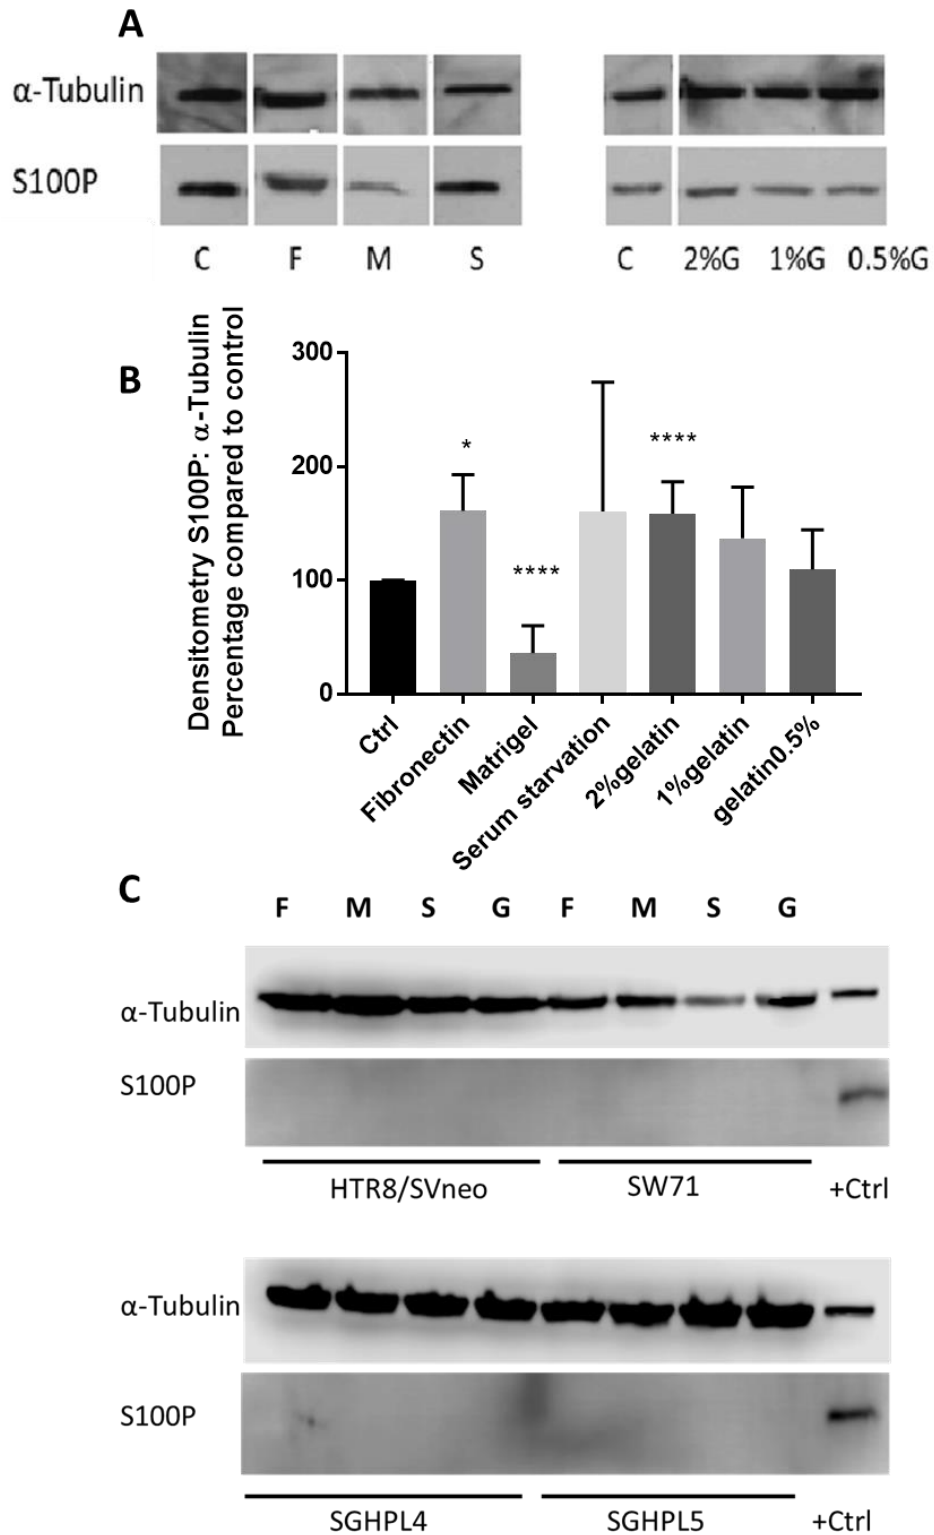 A
α-Tubulin
S100P
C F M S C 2%G 1%G 0.5%G
B
Densitometry S100P: α-Tubulin
Percentage compared to control
300
200
100
0
*
****
****
Ctrl
Fibronectin
Matrigel
Serum starvation
2%gelatin
1%gelatin
gelatin0.5%
C
F M S G F M S G
α-Tubulin
S100P
HTR8/SVneo SW71 +Ctrl
α-Tubulin
S100P
SGHPL4 SGHPL5 +Ctrl